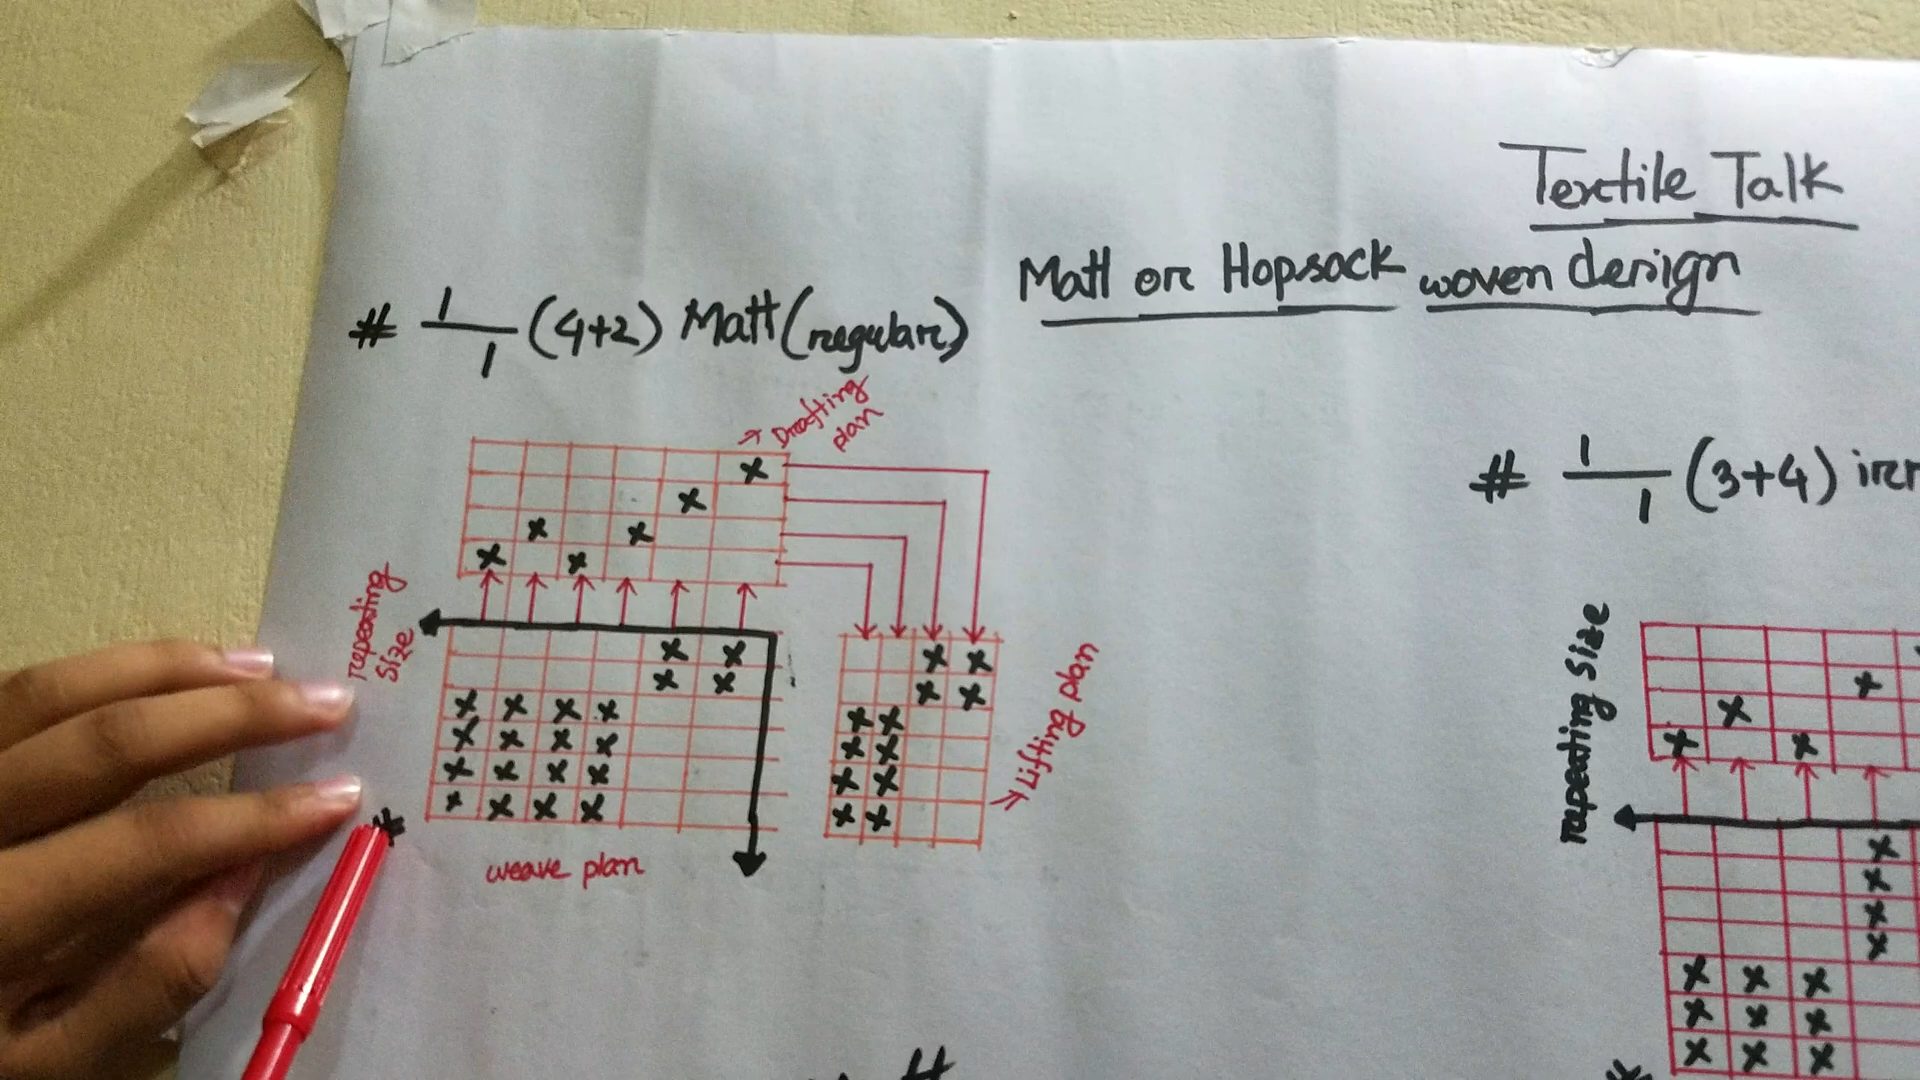 Textile Talk
Matt or Hopsack woven design
# 1/1 (4+2) Matt (regular)
→ Drafting
plan
repeating
size
→ Lifting plan
weave plan
# 1/1 (3+4)
repeating size